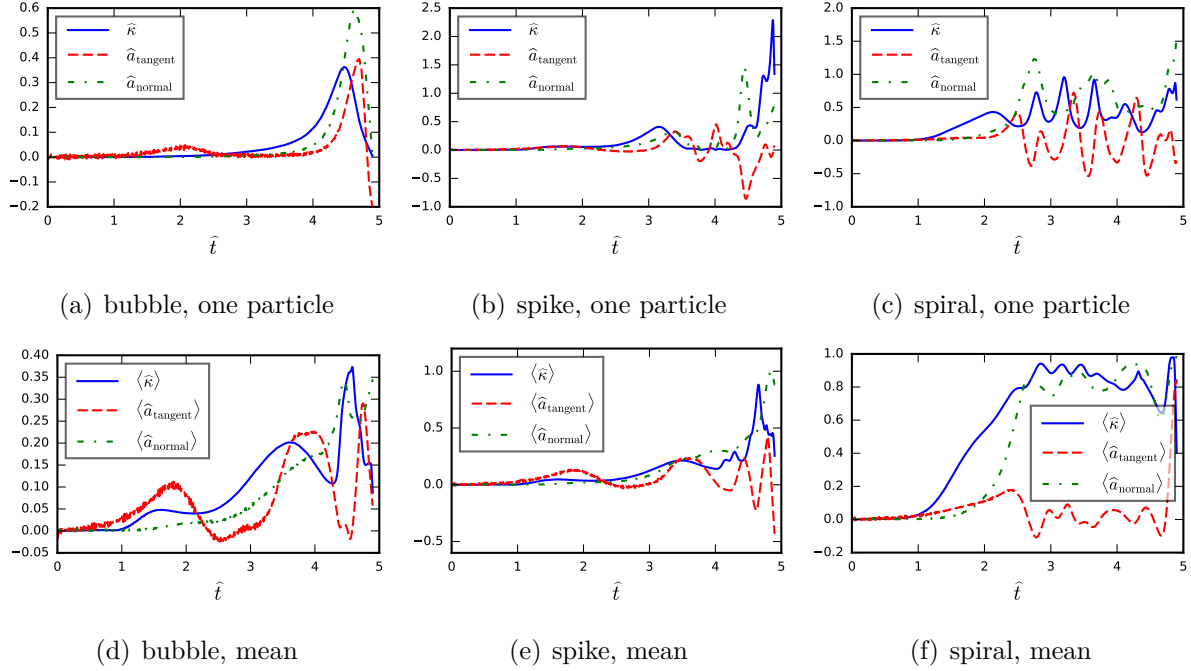 0.6
0.5
0.4
0.3
0.2
0.1
0.0
−0.1
−0.2
0 1 2 3 4 5
t̂
κ̂
â_tangent
â_normal
(a) bubble, one particle
2.5
2.0
1.5
1.0
0.5
0.0
−0.5
−1.0
0 1 2 3 4 5
t̂
κ̂
â_tangent
â_normal
(b) spike, one particle
2.0
1.5
1.0
0.5
0.0
−0.5
−1.0
0 1 2 3 4 5
t̂
κ̂
â_tangent
â_normal
(c) spiral, one particle
0.40
0.35
0.30
0.25
0.20
0.15
0.10
0.05
0.00
−0.05
0 1 2 3 4 5
t̂
⟨κ̂⟩
⟨â_tangent⟩
⟨â_normal⟩
(d) bubble, mean
1.0
0.5
0.0
−0.5
0 1 2 3 4 5
t̂
⟨κ̂⟩
⟨â_tangent⟩
⟨â_normal⟩
(e) spike, mean
1.0
0.8
0.6
0.4
0.2
0.0
−0.2
0 1 2 3 4 5
t̂
⟨κ̂⟩
⟨â_tangent⟩
⟨â_normal⟩
(f) spiral, mean